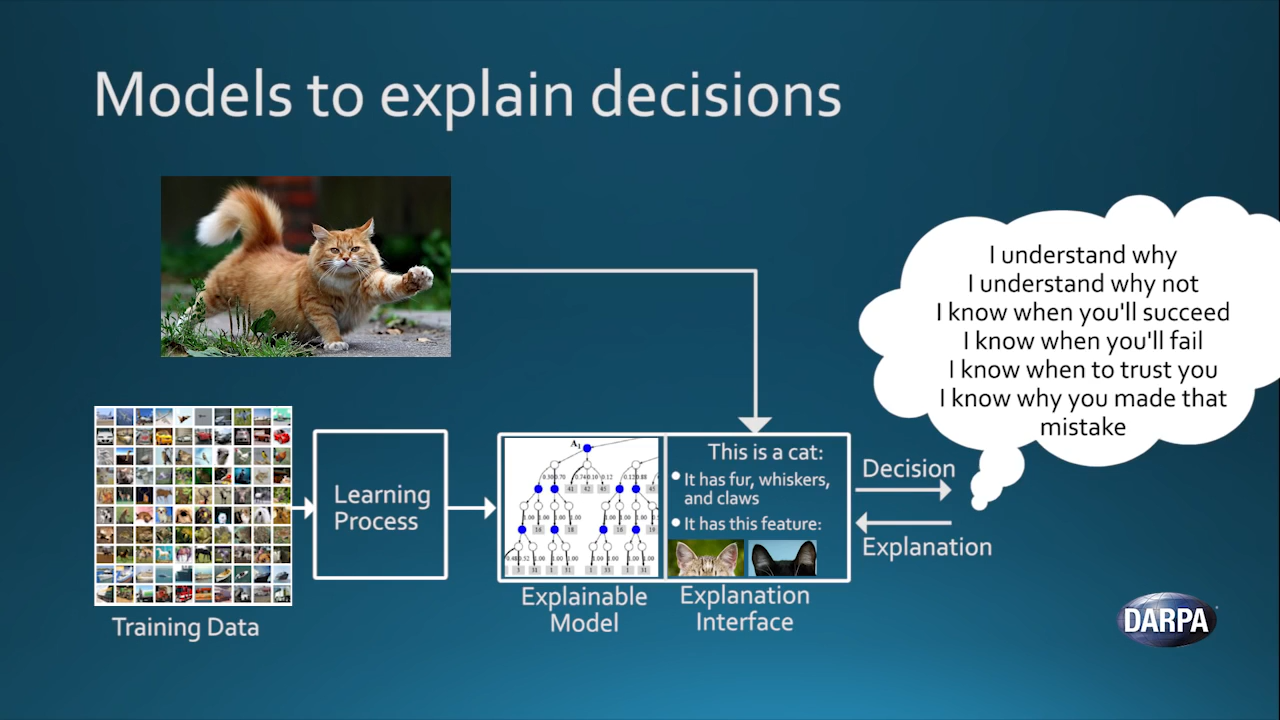 Models to explain decisions
I understand why
I understand why not
I know when you'll succeed
I know when you'll fail
I know when to trust you
I know why you made that
mistake
Learning
Process
This is a cat:
It has fur, whiskers,
and claws
It has this feature:
Decision
Explanation
Training Data
Explainable
Model
Explanation
Interface
DARPA